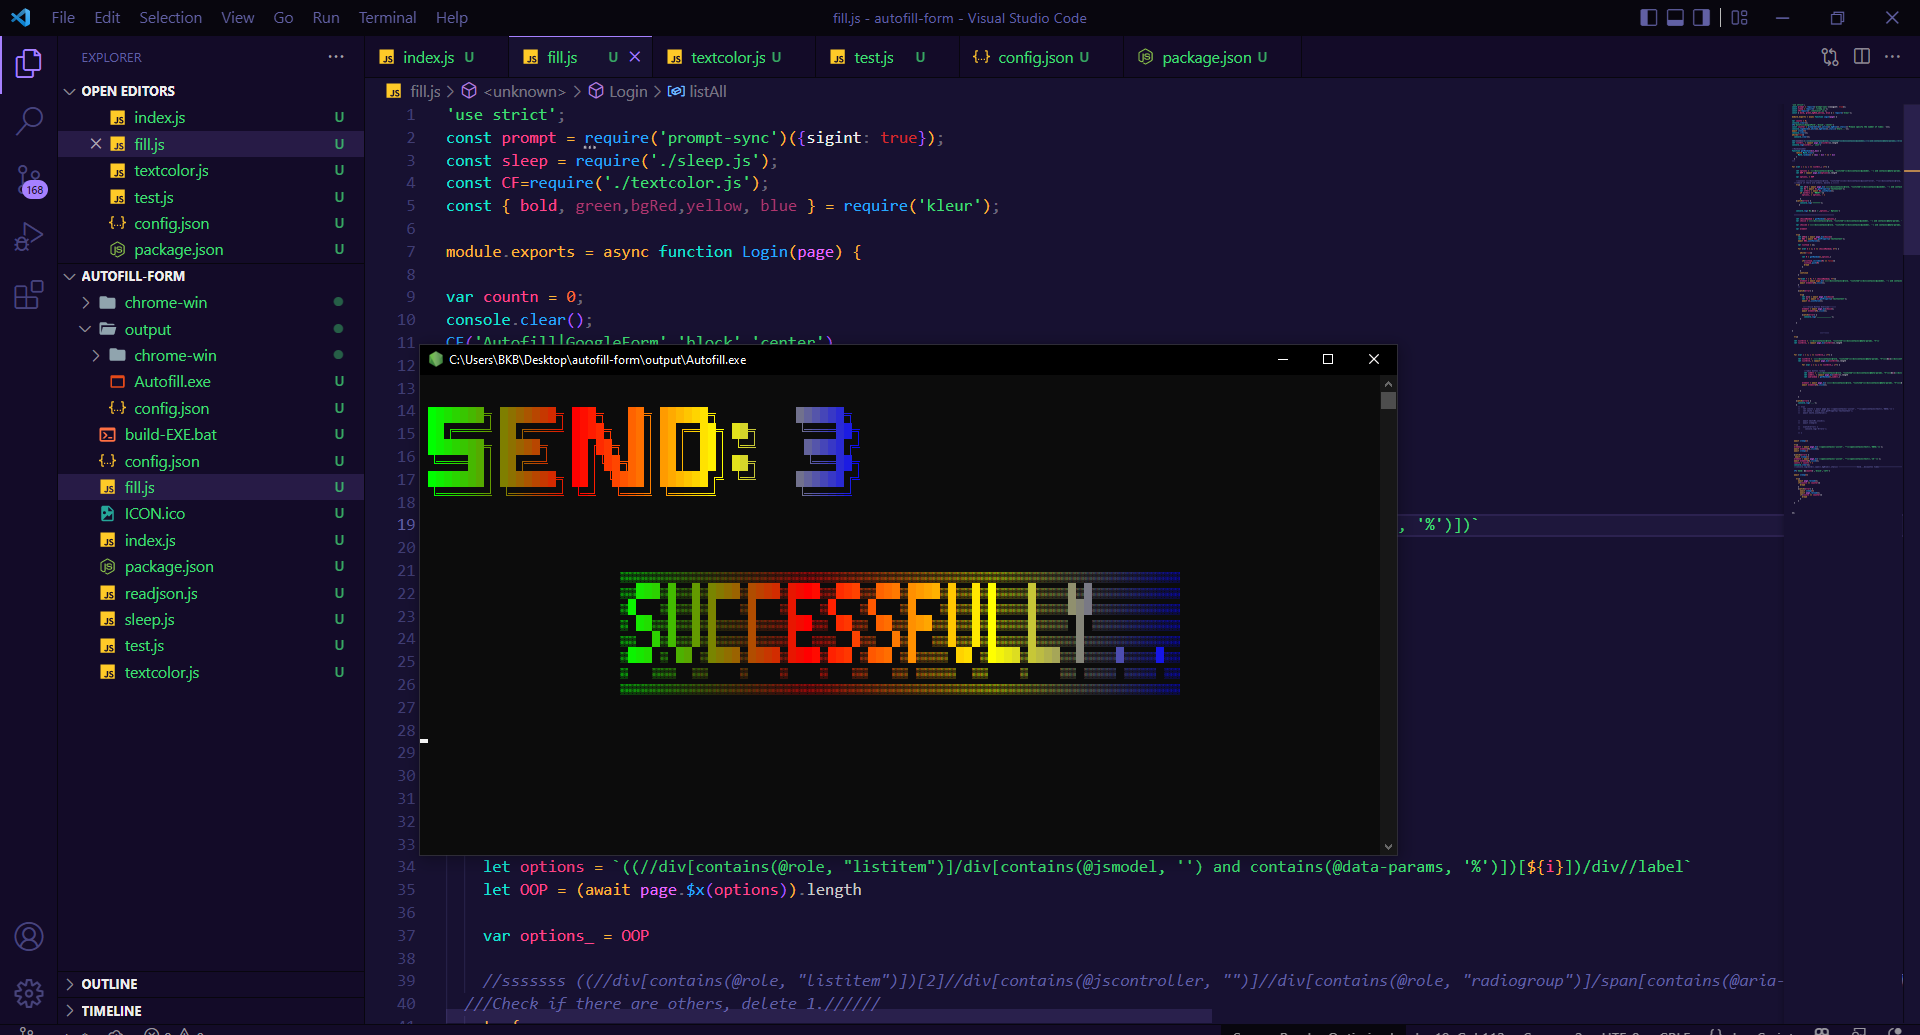 File Edit Selection View Go Run Terminal Help
fill.js - autofill-form - Visual Studio Code
EXPLORER
OPEN EDITORS
index.js U
fill.js U
textcolor.js U
test.js U
config.json U
package.json U
AUTOFILL-FORM
chrome-win
output
chrome-win
Autofill.exe U
config.json U
build-EXE.bat U
config.json U
fill.js U
ICON.ico U
index.js U
package.json U
readjson.js U
sleep.js U
test.js U
textcolor.js U
OUTLINE
TIMELINE
168
index.js U fill.js U textcolor.js U test.js U config.json U package.json U
fill.js > <unknown> > Login > listAll
1 'use strict';
2 const prompt = require('prompt-sync')({sigint: true});
3 const sleep = require('./sleep.js');
4 const CF=require('./textcolor.js');
5 const { bold, green,bgRed,yellow, blue } = require('kleur');
6
7 module.exports = async function Login(page) {
8
9 var countn = 0;
10 console.clear();
11 CF('Autofill|GoogleForm','block','center')
12
13
14
15
16
17
18
19 , '%')])`
20
21
22
23
24
25
26
27
28
29
30
31
32
33
C:\Users\BKB\Desktop\autofill-form\output\Autofill.exe
SEND: 3
SUCCESSFULLY..
34 let options = `((//div[contains(@role, "listitem")]/div[contains(@jsmodel, '') and contains(@data-params, '%')])[${i}])/div//label`
35 let OOP = (await page.$x(options)).length
36
37 var options_ = OOP
38
39 //sssssss ((//div[contains(@role, "listitem")])[2]//div[contains(@jscontroller, "")]//div[contains(@role, "radiogroup")]/span[contains(@aria-
40 ///Check if there are others, delete 1.//////